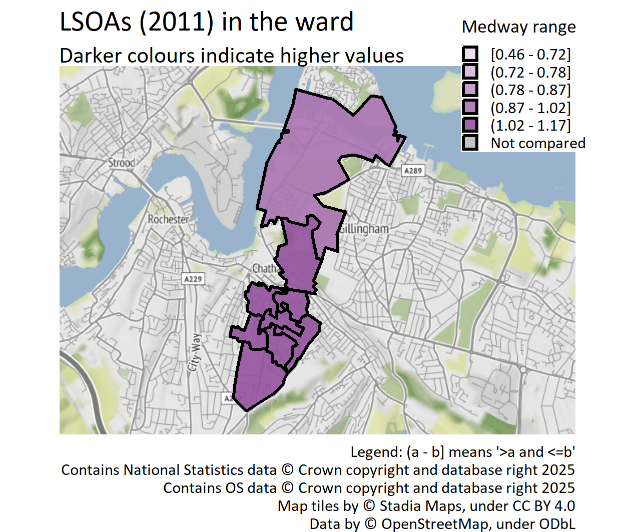 LSOAs (2011) in the ward
Darker colours indicate higher values
Medway range
[0.46 - 0.72]
(0.72 - 0.78]
(0.78 - 0.87]
(0.87 - 1.02]
(1.02 - 1.17]
Not compared
Strood
A289
Rochester
Gillingham
Chath
A229
City Way
A2
Legend: (a - b] means '>a and <=b'
Contains National Statistics data © Crown copyright and database right 2025
Contains OS data © Crown copyright and database right 2025
Map tiles by © Stadia Maps, under CC BY 4.0
Data by © OpenStreetMap, under ODbL